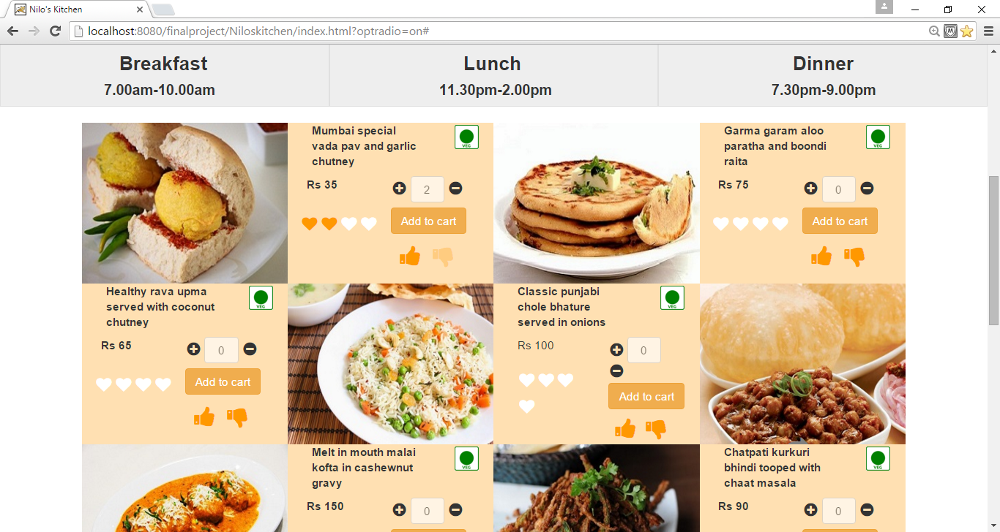 Nilo's Kitchen
localhost:8080/finalproject/Niloskitchen/index.html?optradio=on#
Breakfast
7.00am-10.00am
Lunch
11.30pm-2.00pm
Dinner
7.30pm-9.00pm
Mumbai special
vada pav and garlic
chutney
VEG
Rs 35
2
Add to cart
Garma garam aloo
paratha and boondi
raita
VEG
Rs 75
0
Add to cart
Healthy rava upma
served with coconut
chutney
VEG
Rs 65
0
Add to cart
Classic punjabi
chole bhature
served in onions
VEG
Rs 100
0
Add to cart
Melt in mouth malai
kofta in cashewnut
gravy
VEG
Rs 150
0
Chatpati kurkuri
bhindi tooped with
chaat masala
VEG
Rs 90
0